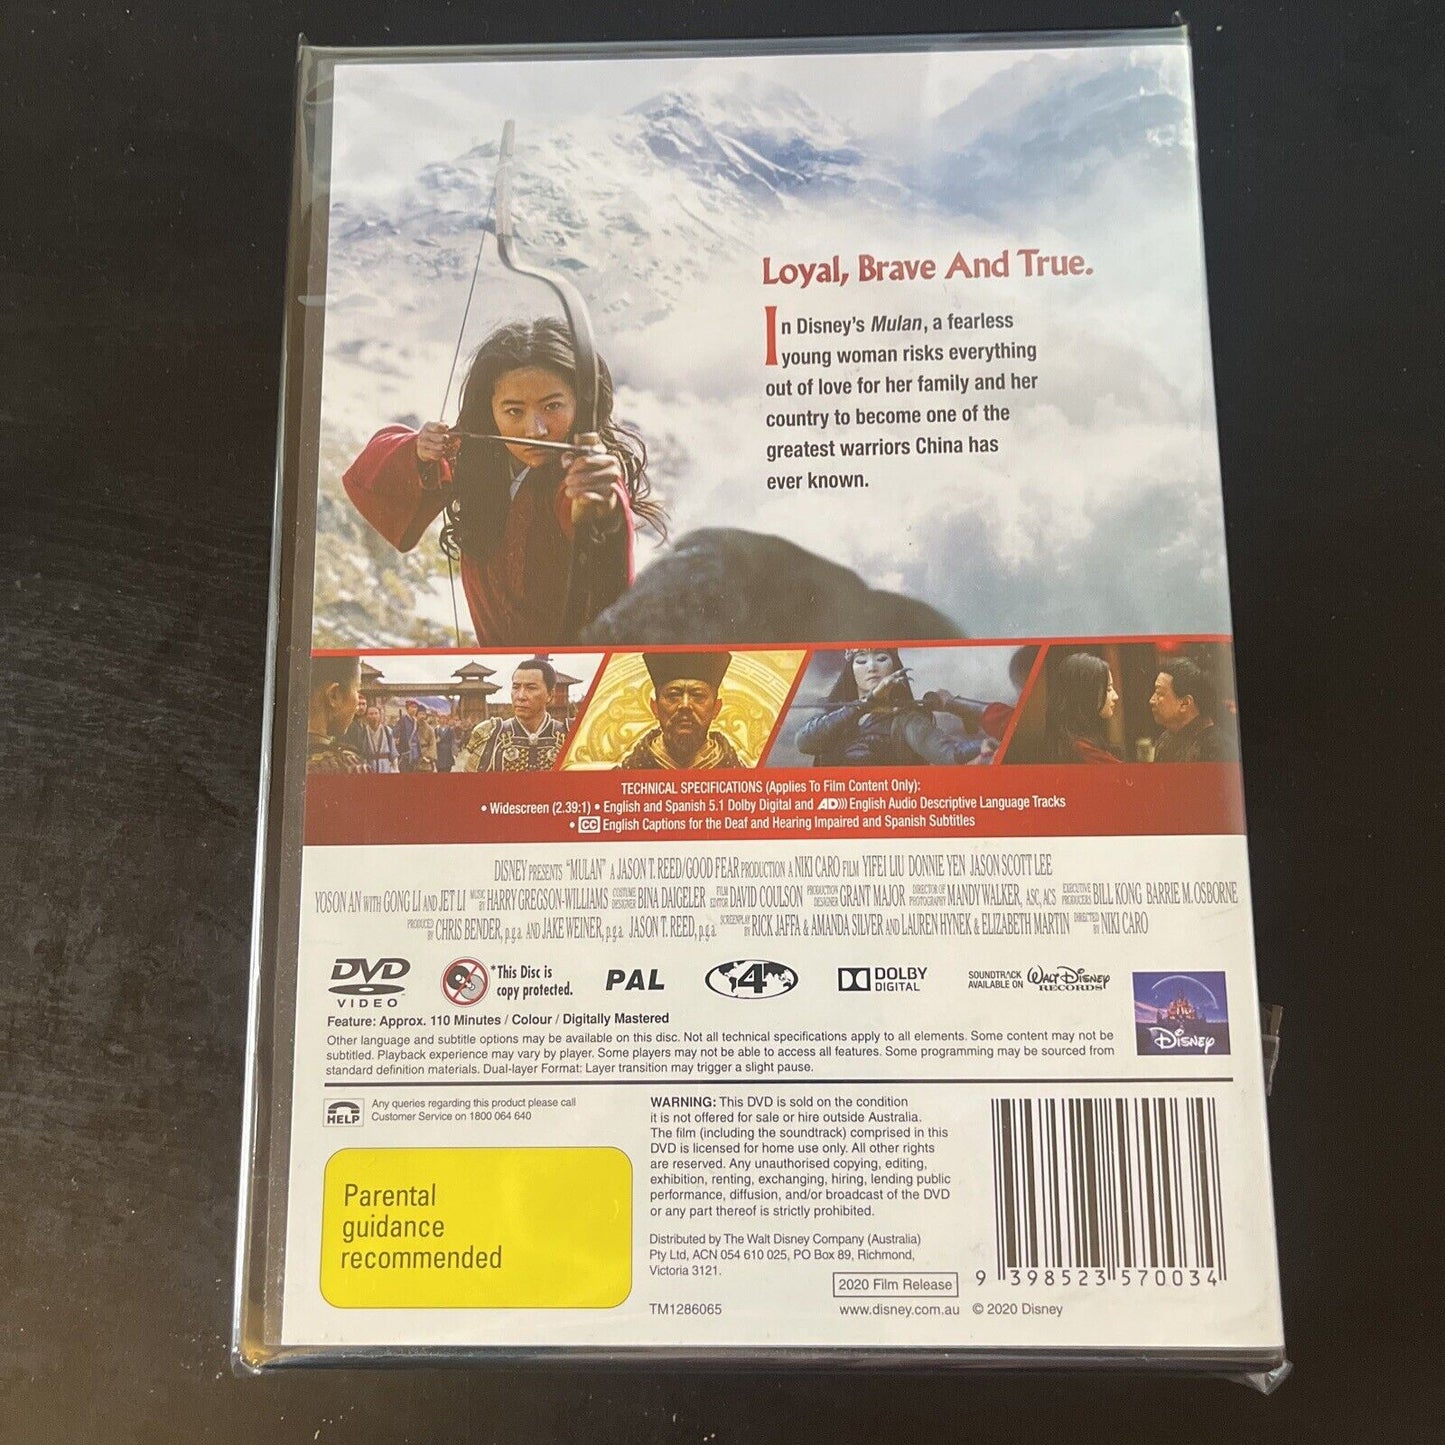 Loyal, Brave And True.
In Disney's Mulan, a fearless
young woman risks everything
out of love for her family and her
country to become one of the
greatest warriors China has
ever known.
TECHNICAL SPECIFICATIONS (Applies To Film Content Only):
• Widescreen (2.39:1) • English and Spanish 5.1 Dolby Digital and AD))) English Audio Descriptive Language Tracks
• CC English Captions for the Deaf and Hearing Impaired and Spanish Subtitles
DISNEY PRESENTS "MULAN" A JASON T. REED/GOOD FEAR PRODUCTION A NIKI CARO FILM YIFEI LIU DONNIE YEN JASON SCOTT LEE
YOSON AN WITH GONG LI AND JET LI MUSIC BY HARRY GREGSON-WILLIAMS COSTUME DESIGNER BINA DAIGELER FILM EDITOR DAVID COULSON PRODUCTION DESIGNER GRANT MAJOR DIRECTOR OF PHOTOGRAPHY MANDY WALKER, ASC, ACS EXECUTIVE PRODUCERS BILL KONG BARRIE M. OSBORNE
PRODUCED BY CHRIS BENDER, p.g.a. AND JAKE WEINER, p.g.a. JASON T. REED, p.g.a. SCREENPLAY BY RICK JAFFA & AMANDA SILVER AND LAUREN HYNEK & ELIZABETH MARTIN DIRECTED BY NIKI CARO
DVD VIDEO
*This Disc is
copy protected.
PAL
4
DOLBY DIGITAL
SOUNDTRACK AVAILABLE ON WALT DISNEY RECORDS
Disney
Feature: Approx. 110 Minutes / Colour / Digitally Mastered
Other language and subtitle options may be available on this disc. Not all technical specifications apply to all elements. Some content may not be
subtitled. Playback experience may vary by player. Some players may not be able to access all features. Some programming may be sourced from
standard definition materials. Dual-layer Format: Layer transition may trigger a slight pause.
HELP
Any queries regarding this product please call
Customer Service on 1800 064 640
Parental
guidance
recommended
WARNING: This DVD is sold on the condition
it is not offered for sale or hire outside Australia.
The film (including the soundtrack) comprised in this
DVD is licensed for home use only. All other rights
are reserved. Any unauthorised copying, editing,
exhibition, renting, exchanging, hiring, lending public
performance, diffusion, and/or broadcast of the DVD
or any part thereof is strictly prohibited.
Distributed by The Walt Disney Company (Australia)
Pty Ltd, ACN 054 610 025, PO Box 89, Richmond,
Victoria 3121.
2020 Film Release
9 398523 570034
TM1286065
www.disney.com.au © 2020 Disney